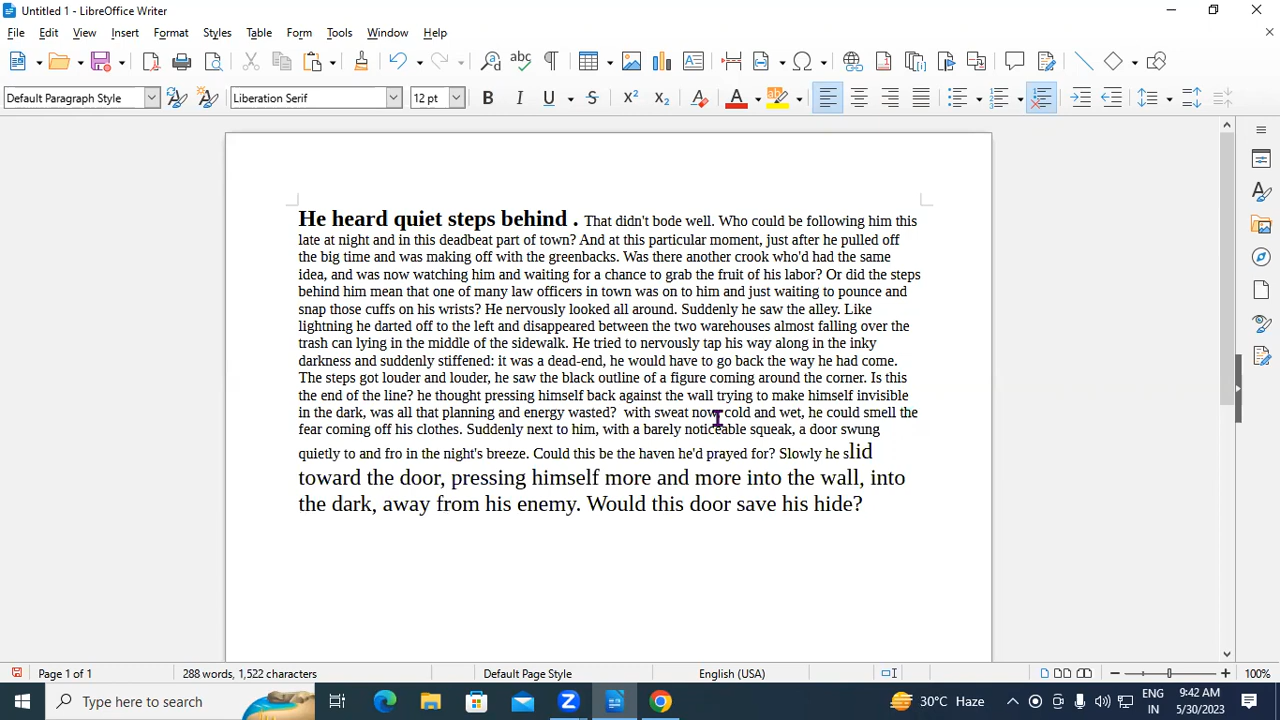 Untitled 1 - LibreOffice Writer
File Edit View Insert Format Styles Table Form Tools Window Help
Default Paragraph Style Liberation Serif 12 pt
He heard quiet steps behind . That didn't bode well. Who could be following him this
late at night and in this deadbeat part of town? And at this particular moment, just after he pulled off
the big time and was making off with the greenbacks. Was there another crook who'd had the same
idea, and was now watching him and waiting for a chance to grab the fruit of his labor? Or did the steps
behind him mean that one of many law officers in town was on to him and just waiting to pounce and
snap those cuffs on his wrists? He nervously looked all around. Suddenly he saw the alley. Like
lightning he darted off to the left and disappeared between the two warehouses almost falling over the
trash can lying in the middle of the sidewalk. He tried to nervously tap his way along in the inky
darkness and suddenly stiffened: it was a dead-end, he would have to go back the way he had come.
The steps got louder and louder, he saw the black outline of a figure coming around the corner. Is this
the end of the line? he thought pressing himself back against the wall trying to make himself invisible
in the dark, was all that planning and energy wasted?  with sweat now cold and wet, he could smell the
fear coming off his clothes. Suddenly next to him, with a barely noticeable squeak, a door swung
quietly to and fro in the night's breeze. Could this be the haven he'd prayed for? Slowly he slid
toward the door, pressing himself more and more into the wall, into
the dark, away from his enemy. Would this door save his hide?
Page 1 of 1 288 words, 1,522 characters Default Page Style English (USA) 100%
Type here to search 30°C Haze ENG IN 9:42 AM 5/30/2023